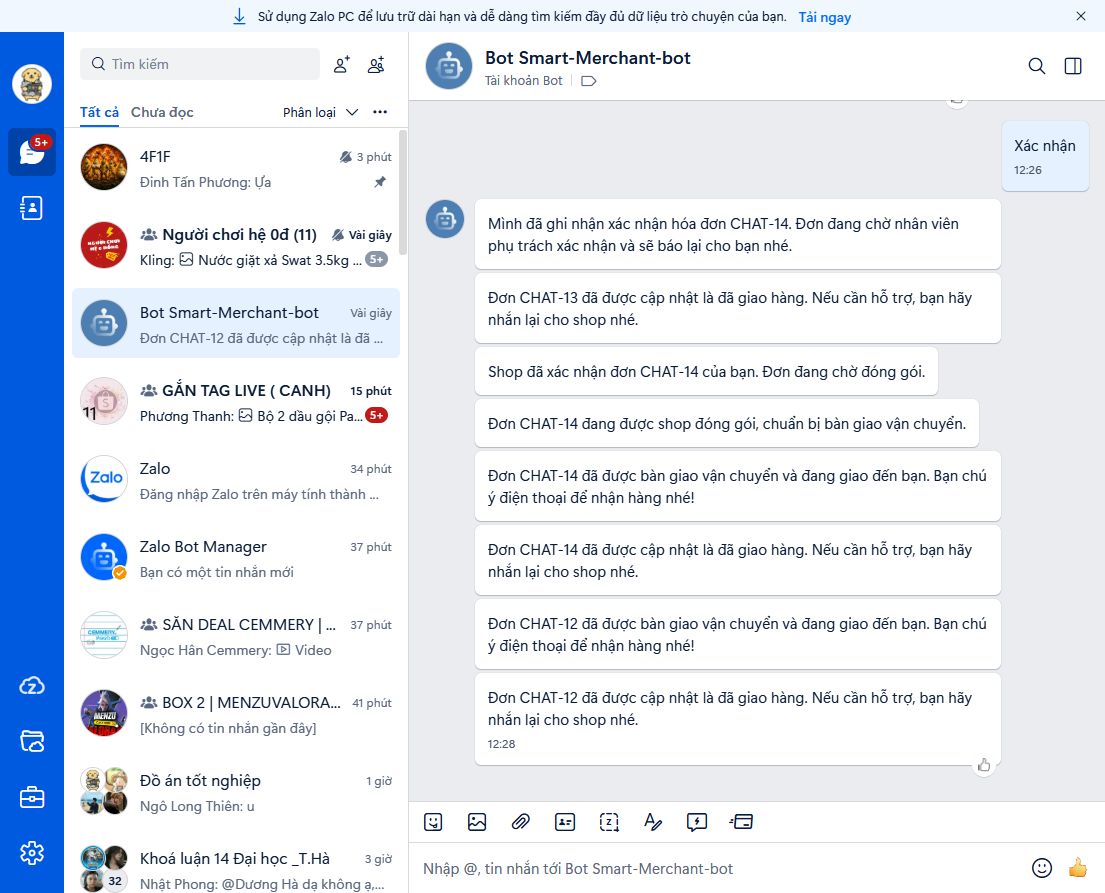 Sử dụng Zalo PC để lưu trữ dài hạn và dễ dàng tìm kiếm đầy đủ dữ liệu trò chuyện của bạn. Tải ngay
Tìm kiếm
Tất cả Chưa đọc Phân loại
5+
4F1F 3 phút
Đinh Tấn Phương: Ựa
NGƯỜI CHƠI
HỆ 0 ĐỒNG
Người chơi hệ 0đ (11) Vài giây
Kling: Nước giặt xả Swat 3.5kg ... 5+
Bot Smart-Merchant-bot Vài giây
Đơn CHAT-12 đã được cập nhật là đã ...
11
GẮN TAG LIVE ( CANH) 15 phút
Phương Thanh: Bộ 2 dầu gội Pa... 5+
Zalo
Zalo 34 phút
Đăng nhập Zalo trên máy tính thành ...
Zalo Bot Manager 37 phút
Bạn có một tin nhắn mới
CEMMERY
SĂN DEAL CEMMERY | ... 37 phút
Ngọc Hân Cemmery: Video
MENZU
BOX 2 | MENZUVALORA... 41 phút
[Không có tin nhắn gần đây]
Đồ án tốt nghiệp 1 giờ
Ngô Long Thiên: u
32
Khoá luận 14 Đại học _T.Hà 3 giờ
Nhật Phong: @Dương Hà dạ không ạ,...
Bot Smart-Merchant-bot
Tài khoản Bot
Xác nhận
12:26
Mình đã ghi nhận xác nhận hóa đơn CHAT-14. Đơn đang chờ nhân viên
phụ trách xác nhận và sẽ báo lại cho bạn nhé.
Đơn CHAT-13 đã được cập nhật là đã giao hàng. Nếu cần hỗ trợ, bạn hãy
nhắn lại cho shop nhé.
Shop đã xác nhận đơn CHAT-14 của bạn. Đơn đang chờ đóng gói.
Đơn CHAT-14 đang được shop đóng gói, chuẩn bị bàn giao vận chuyển.
Đơn CHAT-14 đã được bàn giao vận chuyển và đang giao đến bạn. Bạn chú
ý điện thoại để nhận hàng nhé!
Đơn CHAT-14 đã được cập nhật là đã giao hàng. Nếu cần hỗ trợ, bạn hãy
nhắn lại cho shop nhé.
Đơn CHAT-12 đã được bàn giao vận chuyển và đang giao đến bạn. Bạn chú
ý điện thoại để nhận hàng nhé!
Đơn CHAT-12 đã được cập nhật là đã giao hàng. Nếu cần hỗ trợ, bạn hãy
nhắn lại cho shop nhé.
12:28
Nhập @, tin nhắn tới Bot Smart-Merchant-bot